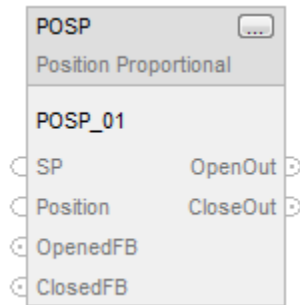 POSP
...
Position Proportional
POSP_01
SP OpenOut
Position CloseOut
OpenedFB
ClosedFB